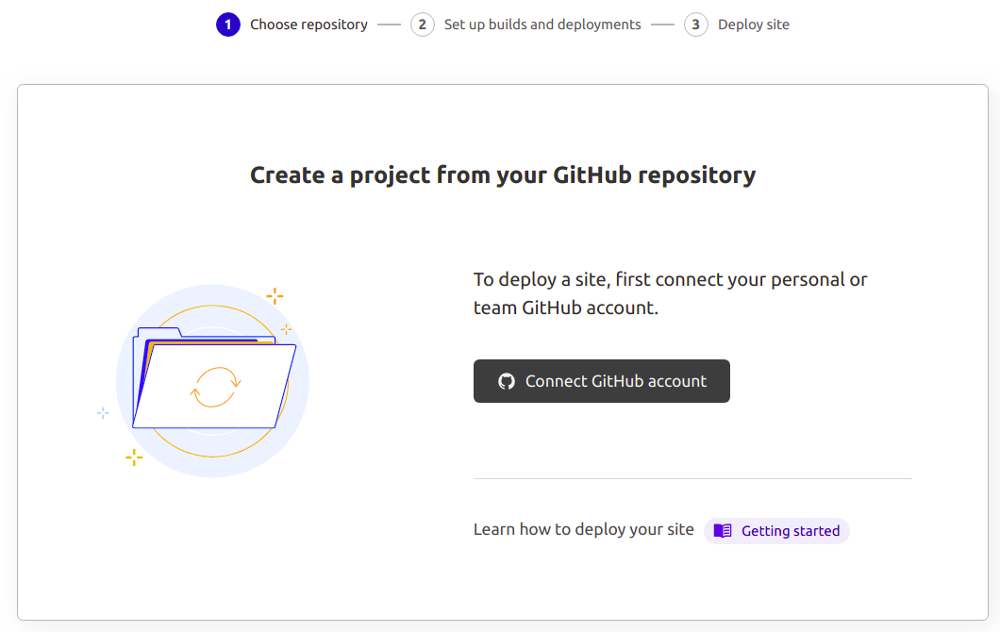 1 Choose repository 2 Set up builds and deployments 3 Deploy site
Create a project from your GitHub repository
To deploy a site, first connect your personal or
team GitHub account.
Connect GitHub account
Learn how to deploy your site Getting started